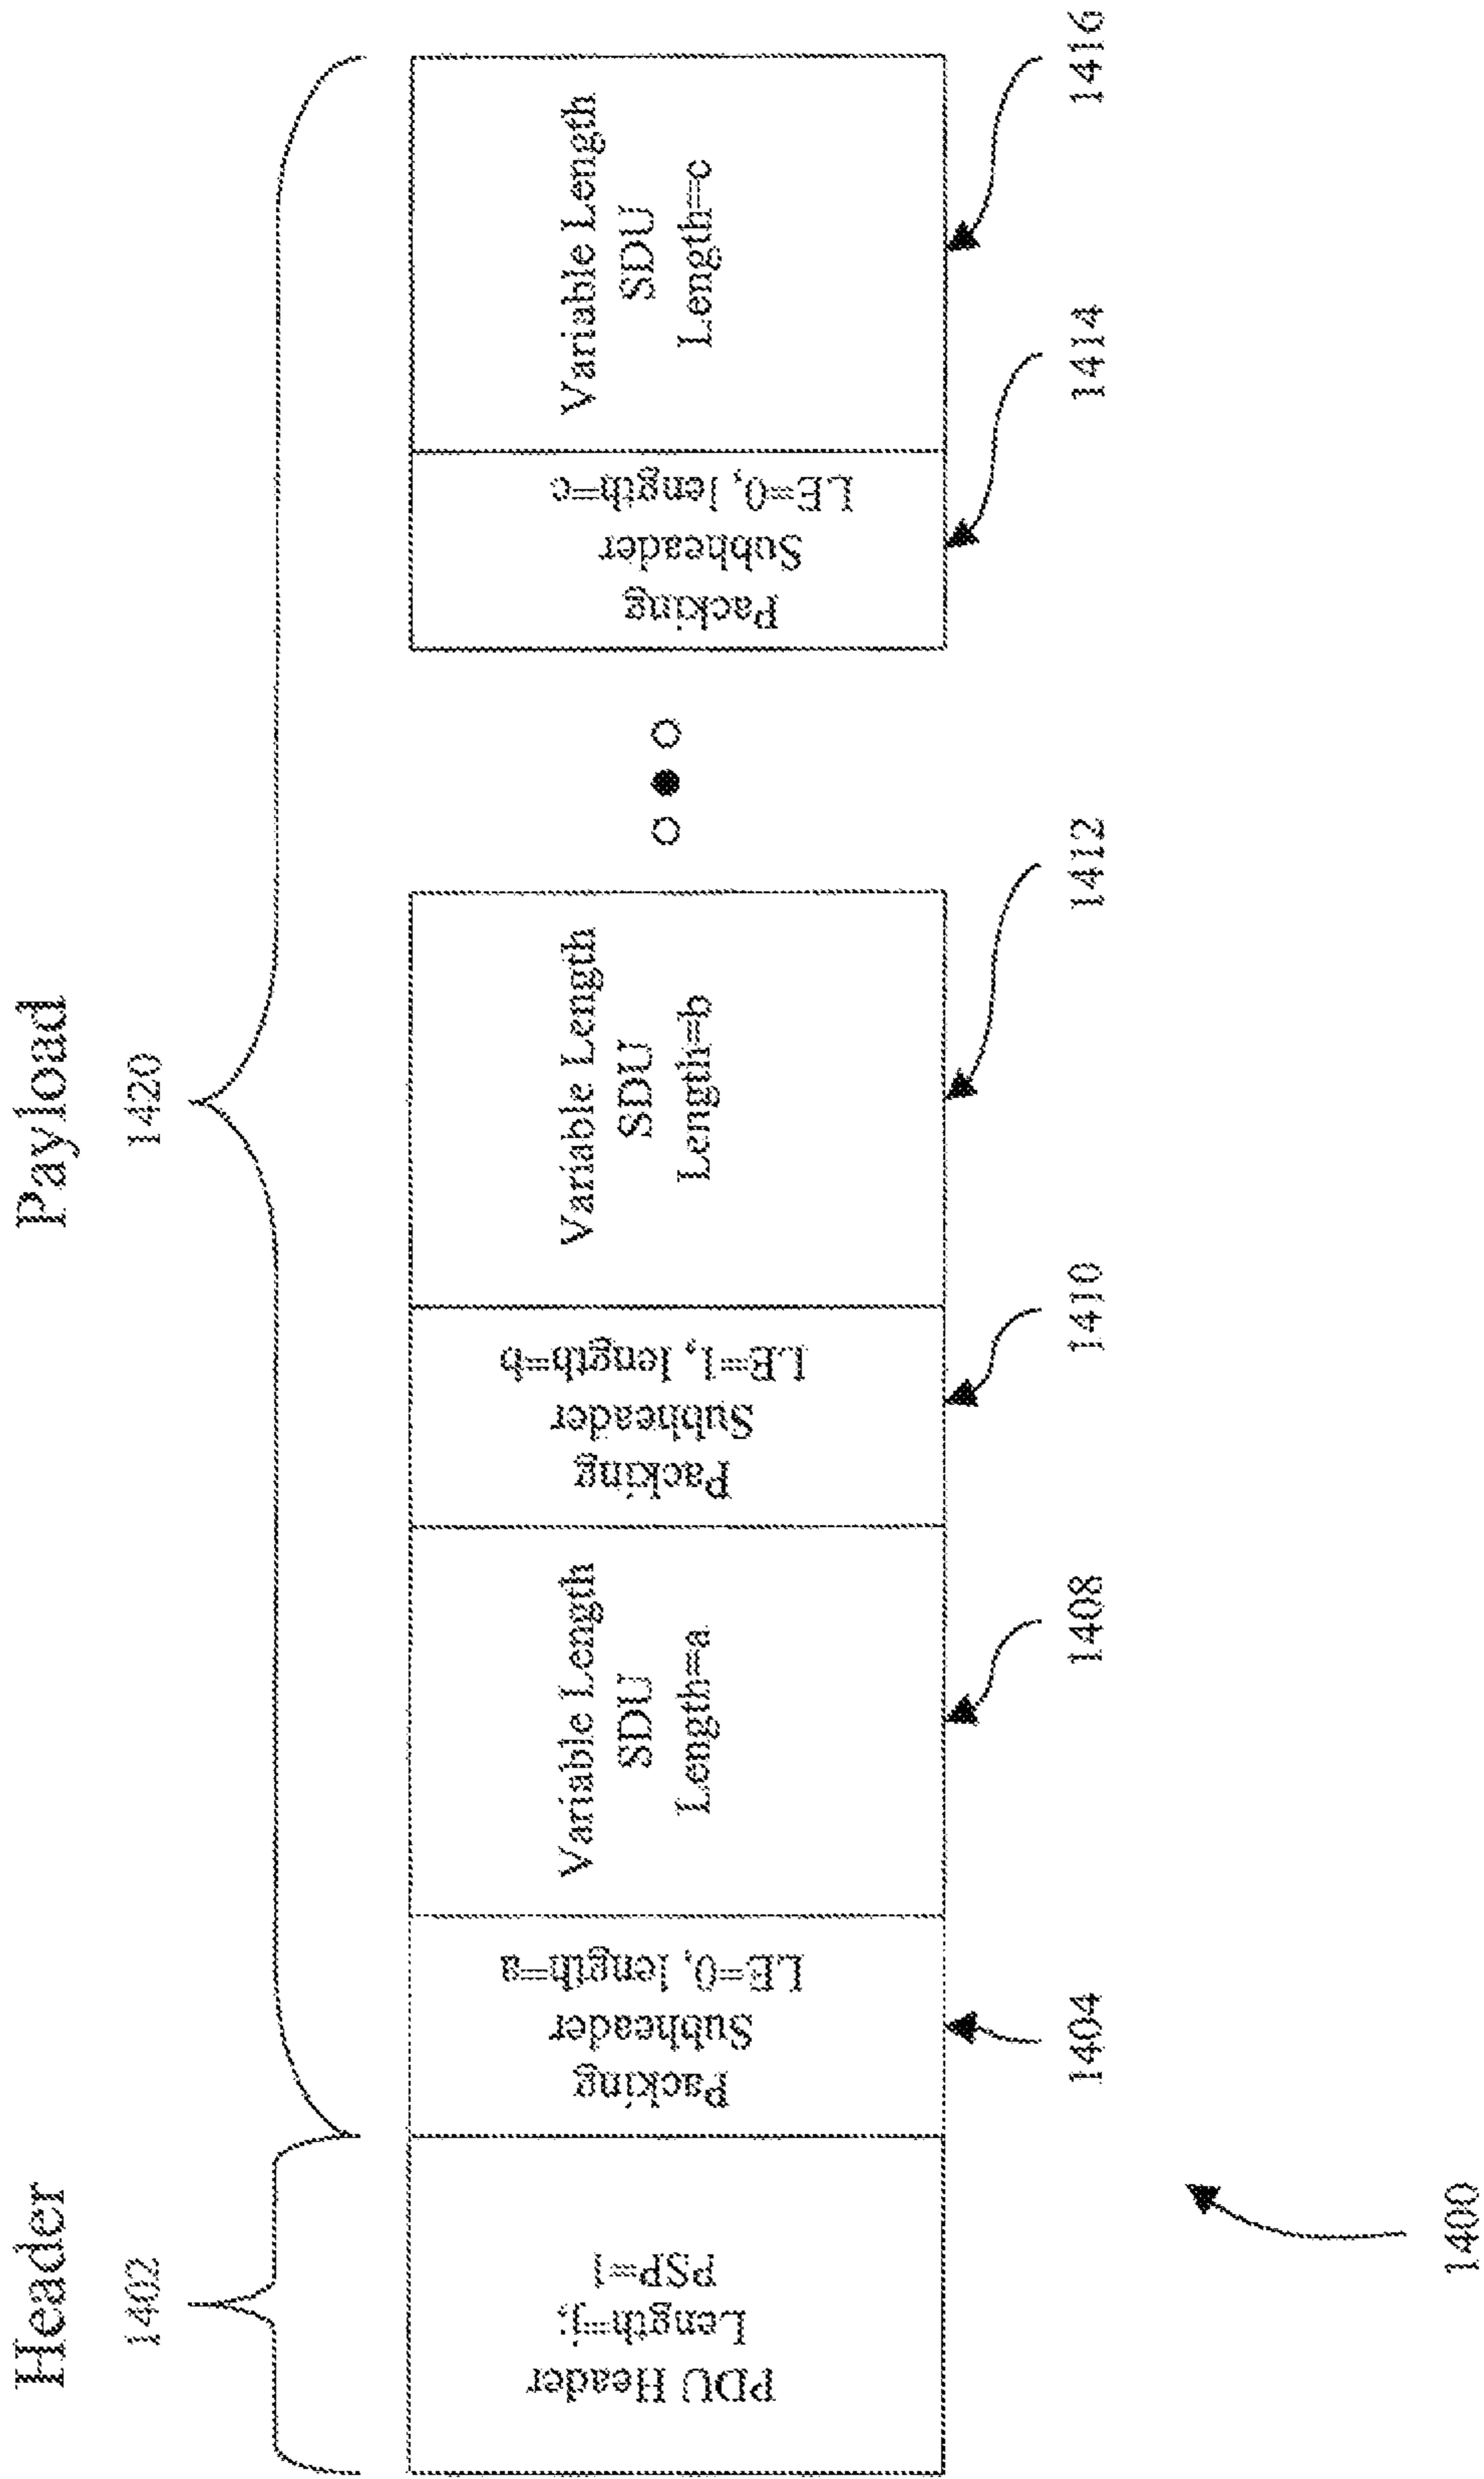 Header
1402
Payload
1420
PDU Header
Length=j;
PSP=1
Packing
Subheader
LE=0, length=a
Variable Length
SDU
Length=a
Packing
Subheader
LE=1, length=b
Variable Length
SDU
Length=b
Packing
Subheader
LE=0, length=c
Variable Length
SDU
Length=c
1404
1408
1410
1412
1414
1416
1400